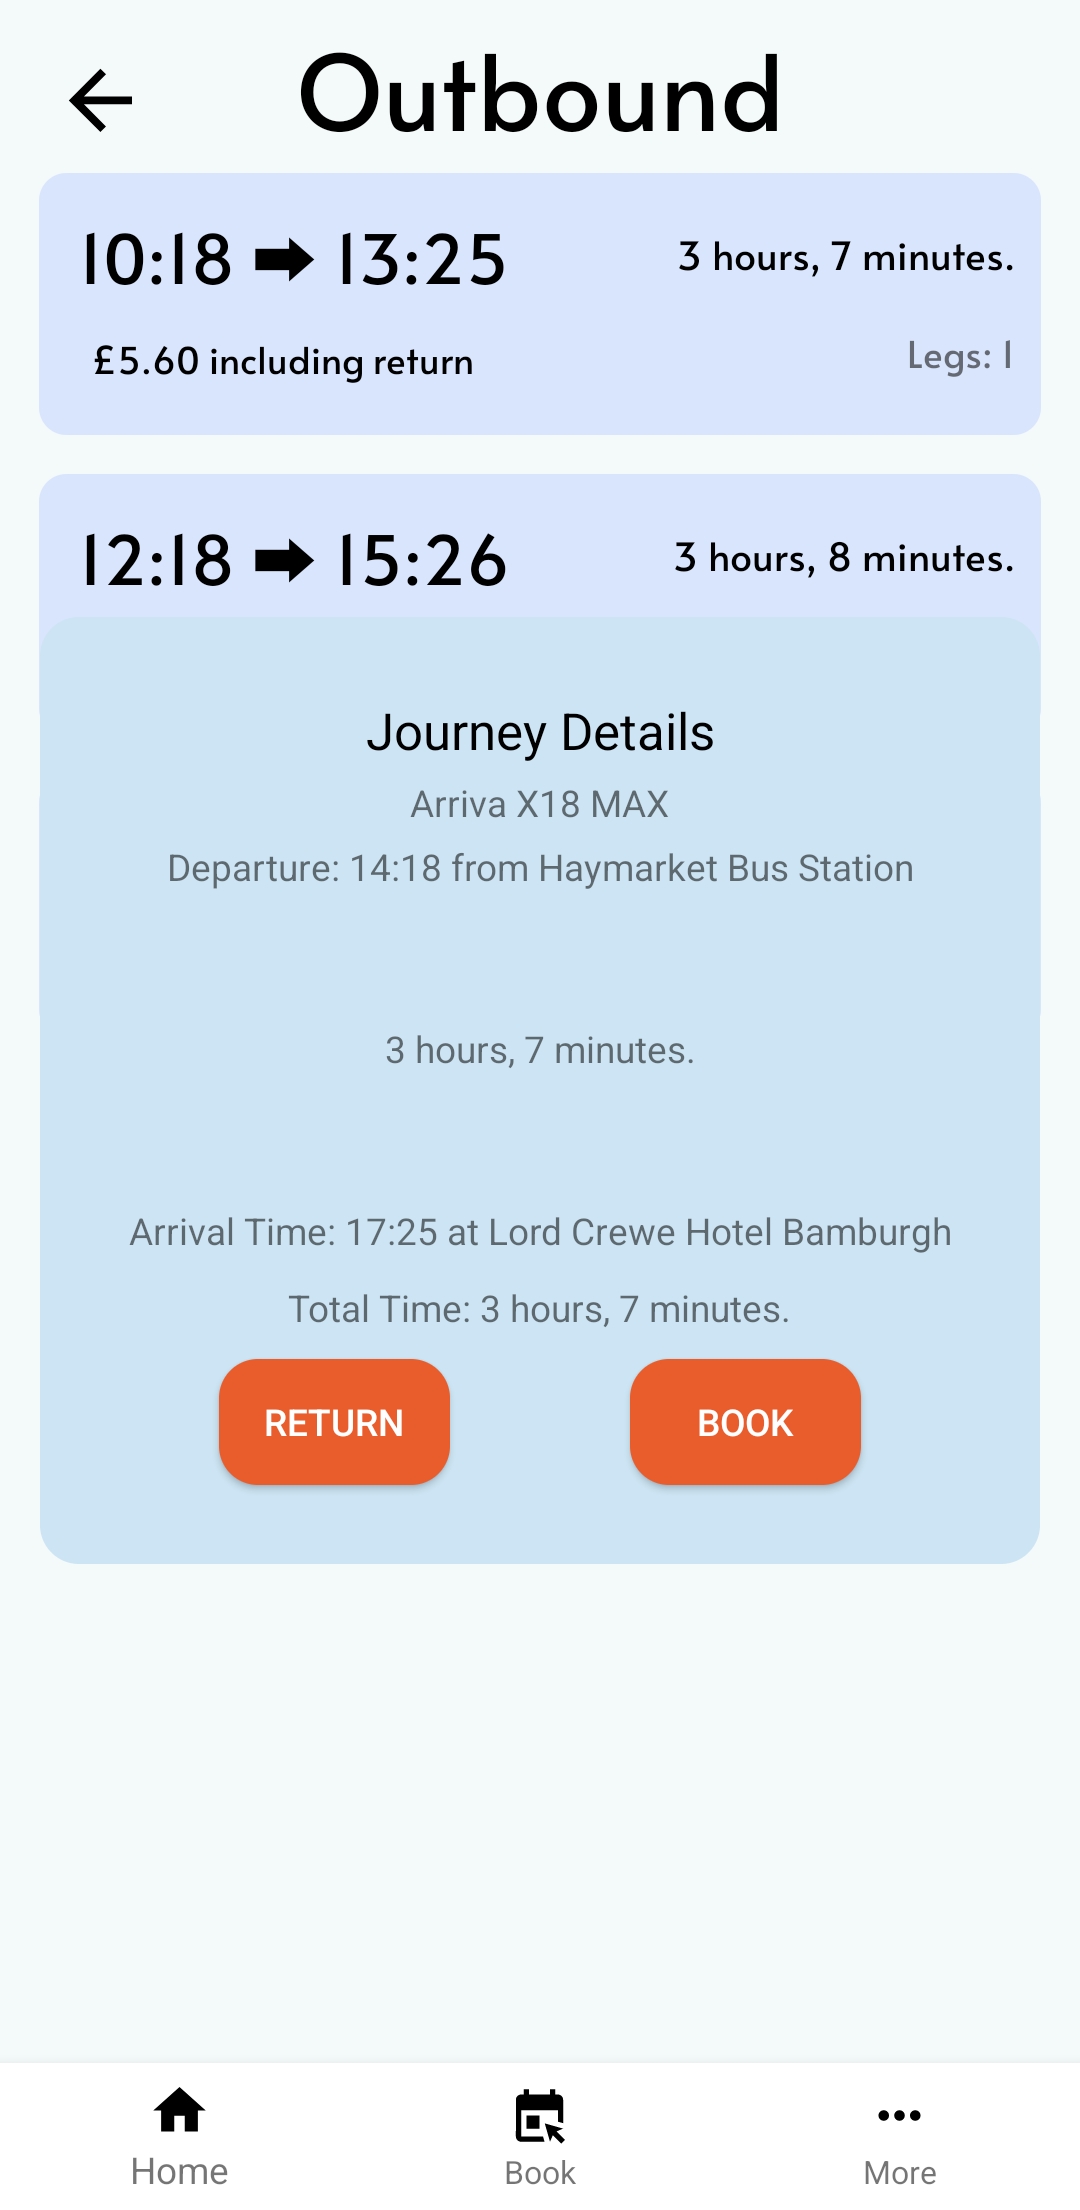 Outbound
10:18 ➡ 13:25 3 hours, 7 minutes.
£5.60 including return Legs: 1
12:18 ➡ 15:26 3 hours, 8 minutes.
Journey Details
Arriva X18 MAX
Departure: 14:18 from Haymarket Bus Station
3 hours, 7 minutes.
Arrival Time: 17:25 at Lord Crewe Hotel Bamburgh
Total Time: 3 hours, 7 minutes.
RETURN BOOK
Home Book More